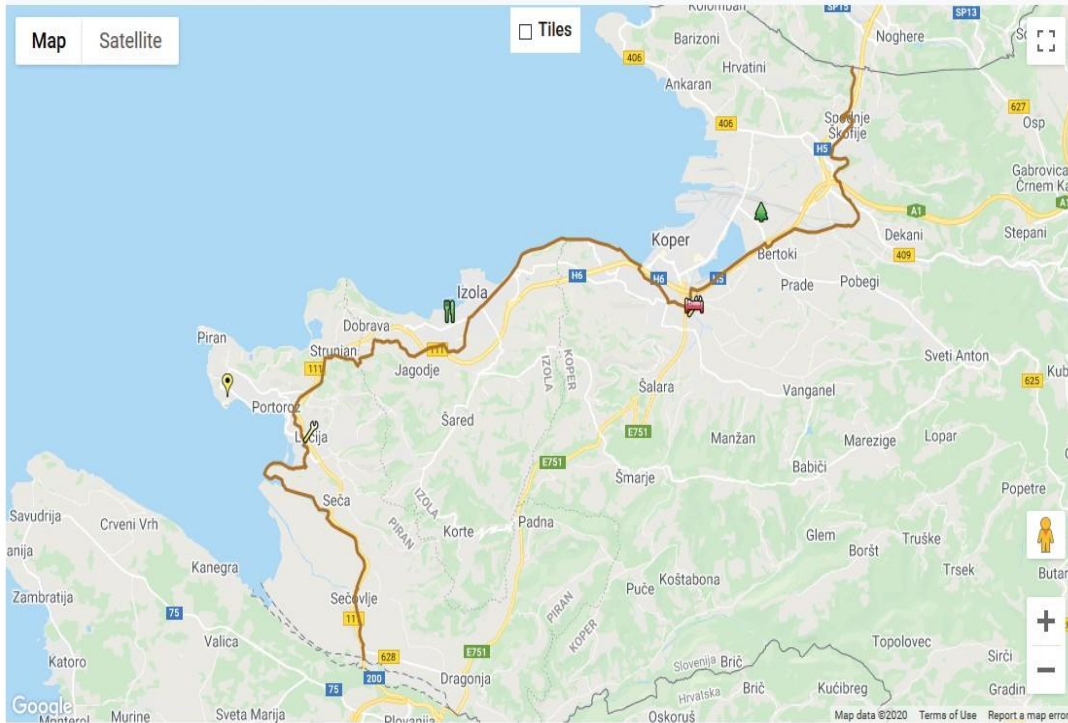 Map
Satellite
Tiles
Kolomban
SP15
SP13
Noghere
Barizoni
406
Hrvatini
Ankaran
627
Osp
406
Spodnje
Škofije
H5
Gabrovica
Črnem Ka
A1
Stepani
Koper
Dekani
Bertoki
409
H6
H6
H5
Prade
Pobegi
Izola
Dobrava
Piran
Strunjan
111
111
Jagodje
KOPER
IZOLA
Sveti Anton
Kub
625
Portorož
Šalara
Vanganel
Šared
Lucija
E751
Manžan
Marezige
Lopar
E751
Babiči
Šmarje
Popetre
Seča
IZOLA
PIRAN
Savudrija
Crveni Vrh
Korte
Padna
Glem
Truške
Boršt
Kanegra
Trsek
Butar
Koštabona
Puče
Zambratija
75
Sečovlje
PIRAN
KOPER
Valica
628
E751
Topolovec
Sirči
Katoro
200
Dragonja
Slovenija
Brič
75
Hrvatska
Brič
Kućibreg
Gradin
Google
Murine
Sveta Marija
Plovanija
Oskoruš
Map data ©2020
Terms of Use
Report a map error